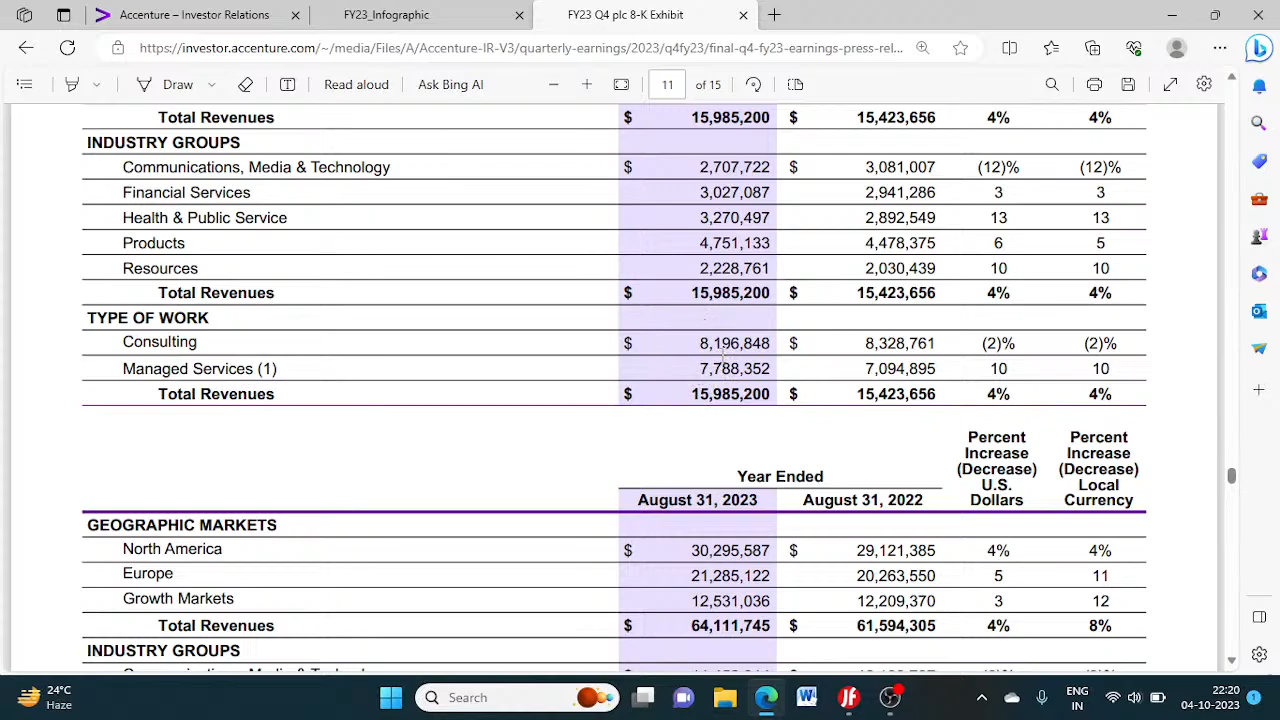 Accenture – Investor Relations
FY23_Infographic
FY23 Q4 plc 8-K Exhibit
https://investor.accenture.com/~/media/Files/A/Accenture-IR-V3/quarterly-earnings/2023/q4fy23/final-q4-fy23-earnings-press-rel...
Draw Read aloud Ask Bing AI 11 of 15
Total Revenues $ 15,985,200 $ 15,423,656 4% 4%
INDUSTRY GROUPS
Communications, Media & Technology $ 2,707,722 $ 3,081,007 (12)% (12)%
Financial Services 3,027,087 2,941,286 3 3
Health & Public Service 3,270,497 2,892,549 13 13
Products 4,751,133 4,478,375 6 5
Resources 2,228,761 2,030,439 10 10
Total Revenues $ 15,985,200 $ 15,423,656 4% 4%
TYPE OF WORK
Consulting $ 8,196,848 $ 8,328,761 (2)% (2)%
Managed Services (1) 7,788,352 7,094,895 10 10
Total Revenues $ 15,985,200 $ 15,423,656 4% 4%
Percent Percent
Increase Increase
(Decrease) (Decrease)
Year Ended U.S. Local
August 31, 2023 August 31, 2022 Dollars Currency
GEOGRAPHIC MARKETS
North America $ 30,295,587 $ 29,121,385 4% 4%
Europe 21,285,122 20,263,550 5 11
Growth Markets 12,531,036 12,209,370 3 12
Total Revenues $ 64,111,745 $ 61,594,305 4% 8%
INDUSTRY GROUPS
24°C
Haze
Search
ENG
IN
22:20
04-10-2023
1